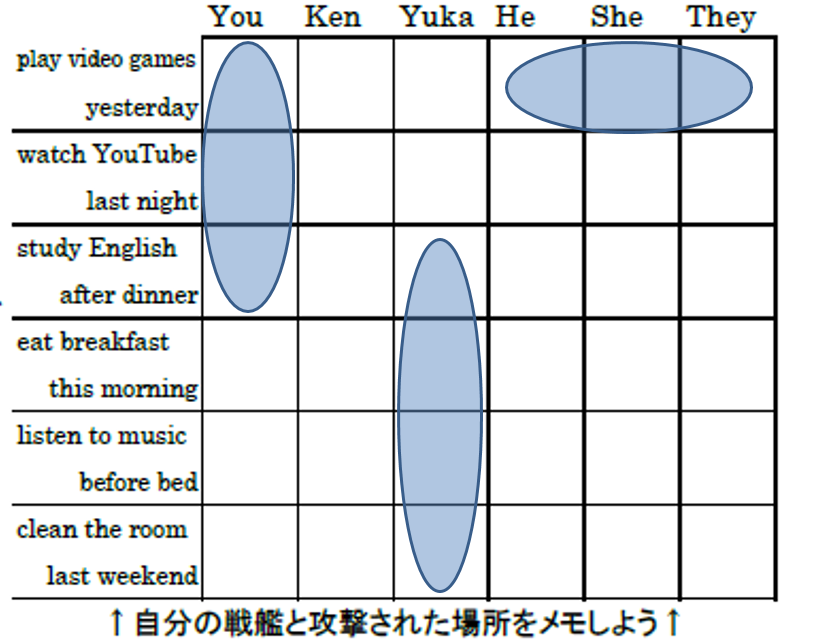 You Ken Yuka He She They
play video games
yesterday
watch YouTube
last night
study English
after dinner
eat breakfast
this morning
listen to music
before bed
clean the room
last weekend
↑自分の戦艦と攻撃された場所をメモしよう↑